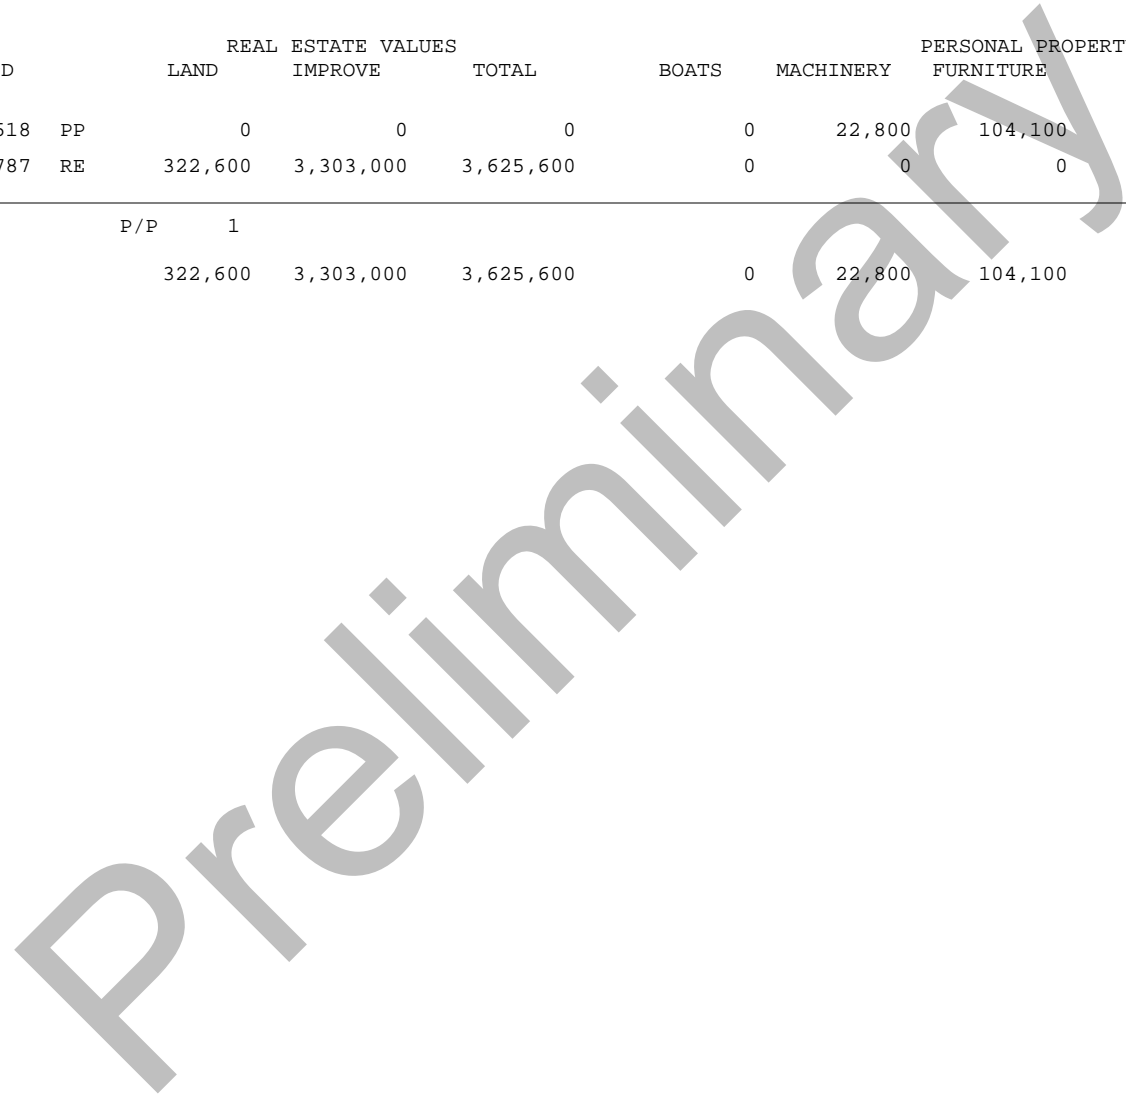 REAL ESTATE VALUES PERSONAL PROPERT
D LAND IMPROVE TOTAL BOATS MACHINERY FURNITURE
518 PP 0 0 0 0 22,800 104,100
787 RE 322,600 3,303,000 3,625,600 0 0 0
P/P 1
322,600 3,303,000 3,625,600 0 22,800 104,100
Preliminary